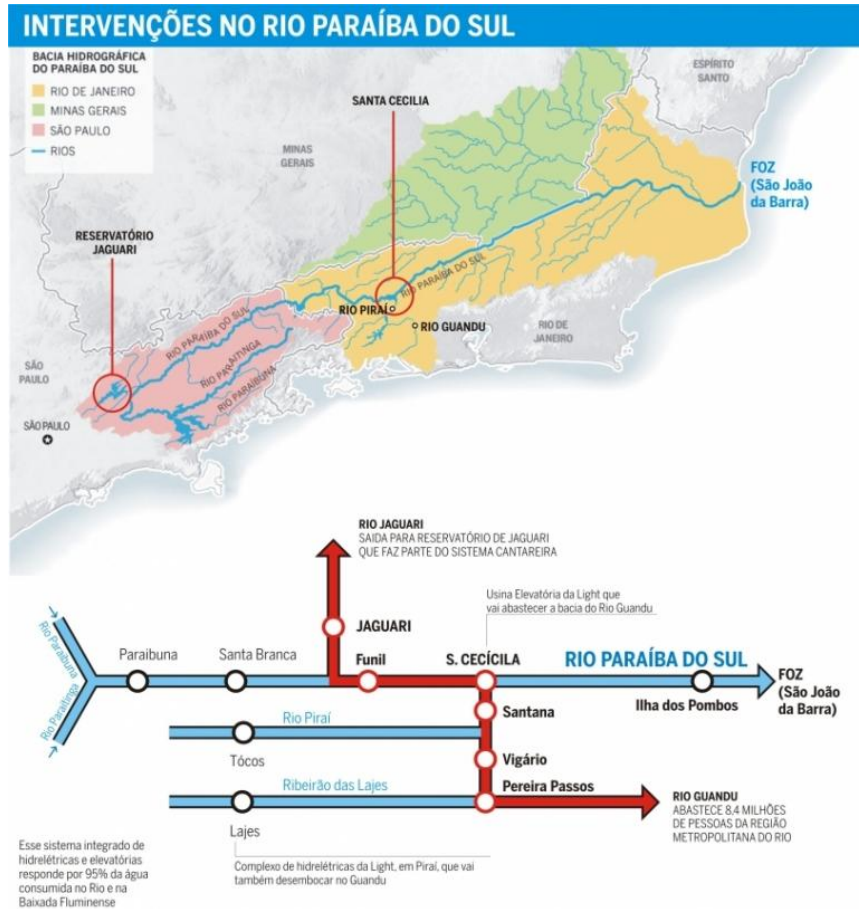 INTERVENÇÕES NO RIO PARAÍBA DO SUL
BACIA HIDROGRÁFICA
DO PARAÍBA DO SUL
RIO DE JANEIRO
MINAS GERAIS
SÃO PAULO
RIOS
ESPÍRITO
SANTO
SANTA CECILIA
MINAS
GERAIS
FOZ
(São João
da Barra)
RESERVATÓRIO
JAGUARI
RIO PARAÍBA DO SUL
RIO PIRAÍ
RIO GUANDU
RIO DE
JANEIRO
RIO PARAÍBA DO SUL
RIO PARAITINGA
RIO PARAIBUNA
SÃO
PAULO
SÃO PAULO
RIO JAGUARI
SAIDA PARA RESERVATÓRIO DE JAGUARI
QUE FAZ PARTE DO SISTEMA CANTAREIRA
Usina Elevatória da Light que
vai abastecer a bacia do Rio Guandu
JAGUARI
Rio Paraibuna
Rio Paraitinga
Paraibuna
Santa Branca
Funil
S. CECÍCILA
RIO PARAÍBA DO SUL
FOZ
(São João
da Barra)
Ilha dos Pombos
Santana
Rio Piraí
Tócos
Vigário
Ribeirão das Lajes
Pereira Passos
Lajes
RIO GUANDU
ABASTECE 8,4 MILHÕES
DE PESSOAS DA REGIÃO
METROPOLITANA DO RIO
Esse sistema integrado de
hidrelétricas e elevatórias
responde por 95% da água
consumida no Rio e na
Baixada Fluminense
Complexo de hidrelétricas da Light, em Piraí, que vai
também desembocar no Guandu